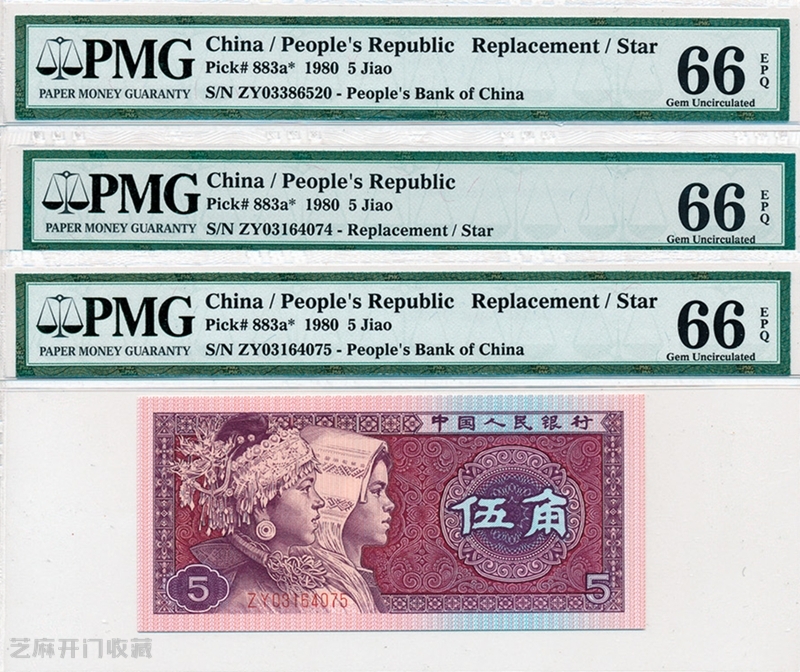 PMG
PAPER MONEY GUARANTY
China / People's Republic Replacement / Star
Pick# 883a* 1980 5 Jiao
S/N ZY03386520 - People's Bank of China
66
EPQ
Gem Uncirculated
PMG
PAPER MONEY GUARANTY
China / People's Republic
Pick# 883a* 1980 5 Jiao
S/N ZY03164074 - Replacement / Star
66
EPQ
Gem Uncirculated
PMG
PAPER MONEY GUARANTY
China / People's Republic Replacement / Star
Pick# 883a* 1980 5 Jiao
S/N ZY03164075 - People's Bank of China
66
EPQ
Gem Uncirculated
中国人民银行
伍角
5
ZY03164075
5
芝麻开门收藏